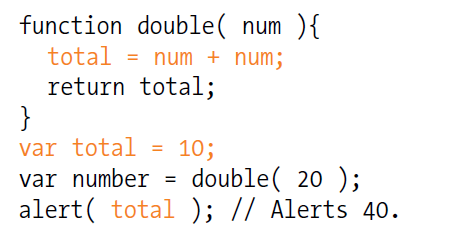 function double( num ){
  total = num + num;
  return total;
}
var total = 10;
var number = double( 20 );
alert( total ); // Alerts 40.